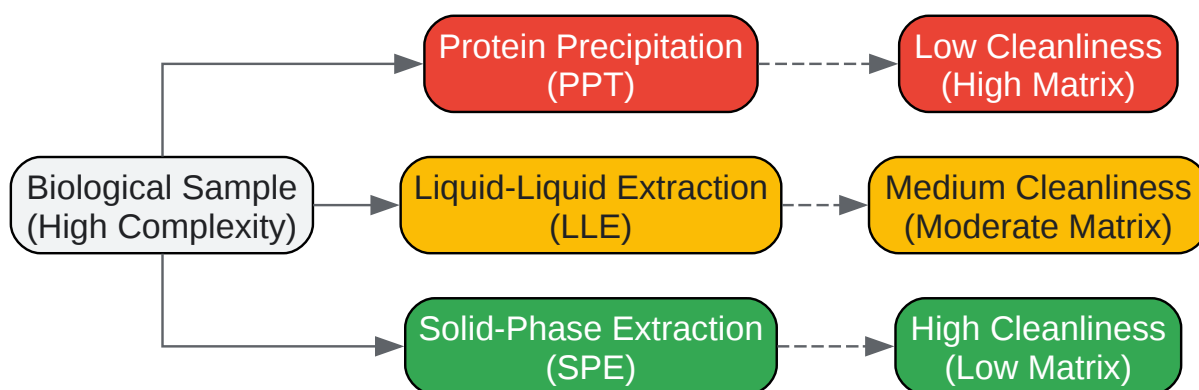 Protein Precipitation
(PPT)
Low Cleanliness
(High Matrix)
Biological Sample
(High Complexity)
Liquid-Liquid Extraction
(LLE)
Medium Cleanliness
(Moderate Matrix)
Solid-Phase Extraction
(SPE)
High Cleanliness
(Low Matrix)